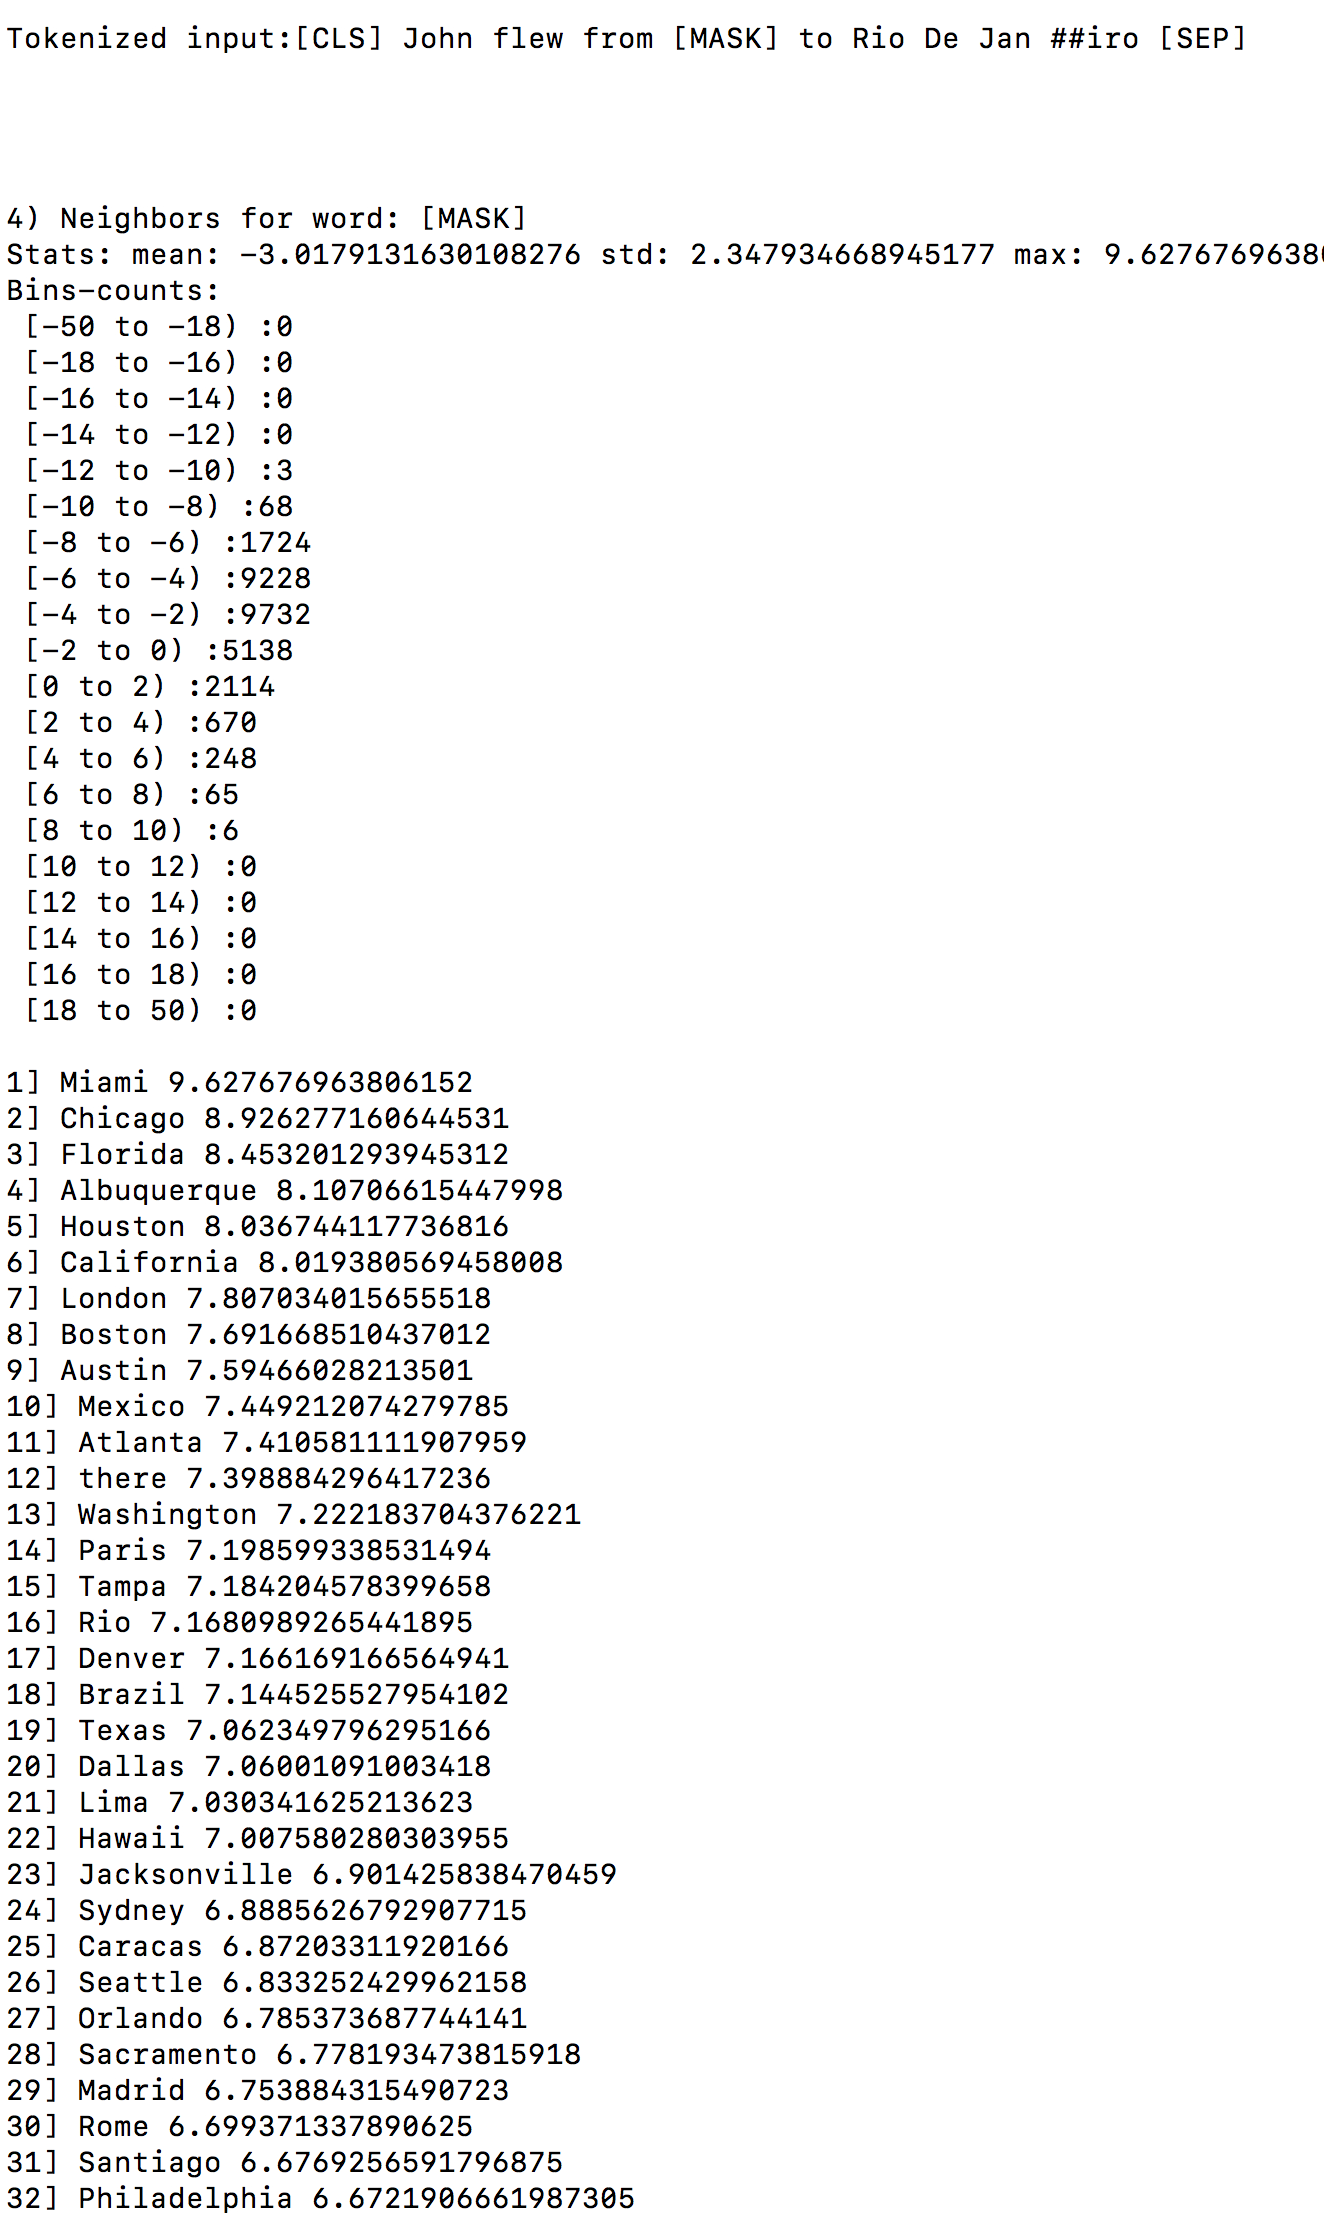 Tokenized input:[CLS] John flew from [MASK] to Rio De Jan ##iro [SEP]
4) Neighbors for word: [MASK]
Stats: mean: -3.0179131630108276 std: 2.347934668945177 max: 9.6276769638
Bins-counts:
[-50 to -18) :0
[-18 to -16) :0
[-16 to -14) :0
[-14 to -12) :0
[-12 to -10) :3
[-10 to -8) :68
[-8 to -6) :1724
[-6 to -4) :9228
[-4 to -2) :9732
[-2 to 0) :5138
[0 to 2) :2114
[2 to 4) :670
[4 to 6) :248
[6 to 8) :65
[8 to 10) :6
[10 to 12) :0
[12 to 14) :0
[14 to 16) :0
[16 to 18) :0
[18 to 50) :0
1] Miami 9.627676963806152
2] Chicago 8.926277160644531
3] Florida 8.453201293945312
4] Albuquerque 8.10706615447998
5] Houston 8.036744117736816
6] California 8.019380569458008
7] London 7.807034015655518
8] Boston 7.691668510437012
9] Austin 7.59466028213501
10] Mexico 7.449212074279785
11] Atlanta 7.410581111907959
12] there 7.398884296417236
13] Washington 7.222183704376221
14] Paris 7.198599338531494
15] Tampa 7.184204578399658
16] Rio 7.1680989265441895
17] Denver 7.166169166564941
18] Brazil 7.144525527954102
19] Texas 7.062349796295166
20] Dallas 7.06001091003418
21] Lima 7.030341625213623
22] Hawaii 7.007580280303955
23] Jacksonville 6.901425838470459
24] Sydney 6.8885626792907715
25] Caracas 6.87203311920166
26] Seattle 6.833252429962158
27] Orlando 6.785373687744141
28] Sacramento 6.778193473815918
29] Madrid 6.753884315490723
30] Rome 6.699371337890625
31] Santiago 6.6769256591796875
32] Philadelphia 6.6721906661987305